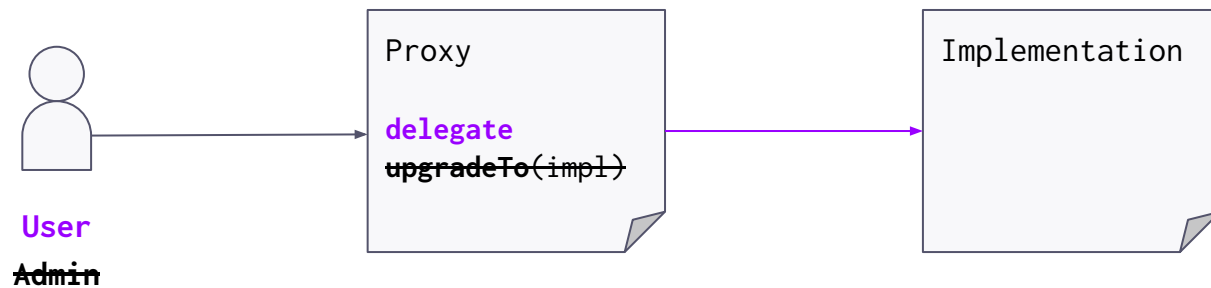 Proxy
delegate
upgradeTo(impl)
Implementation
User
Admin